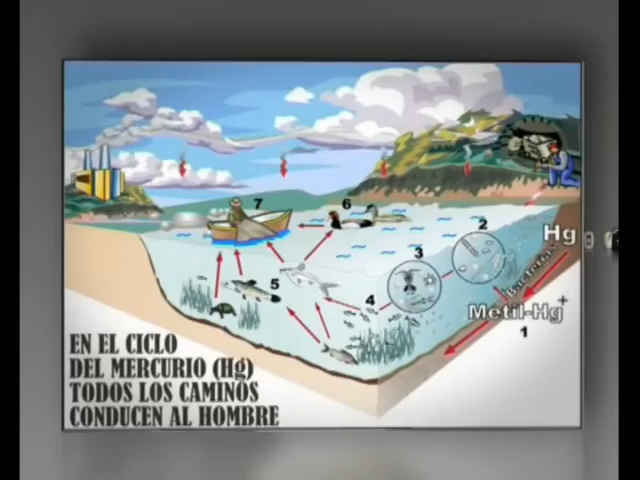 7
6
2
Hg
3
Bacterias
5
4
Metil-Hg+
1
EN EL CICLO
DEL MERCURIO (Hg)
TODOS LOS CAMINOS
CONDUCEN AL HOMBRE